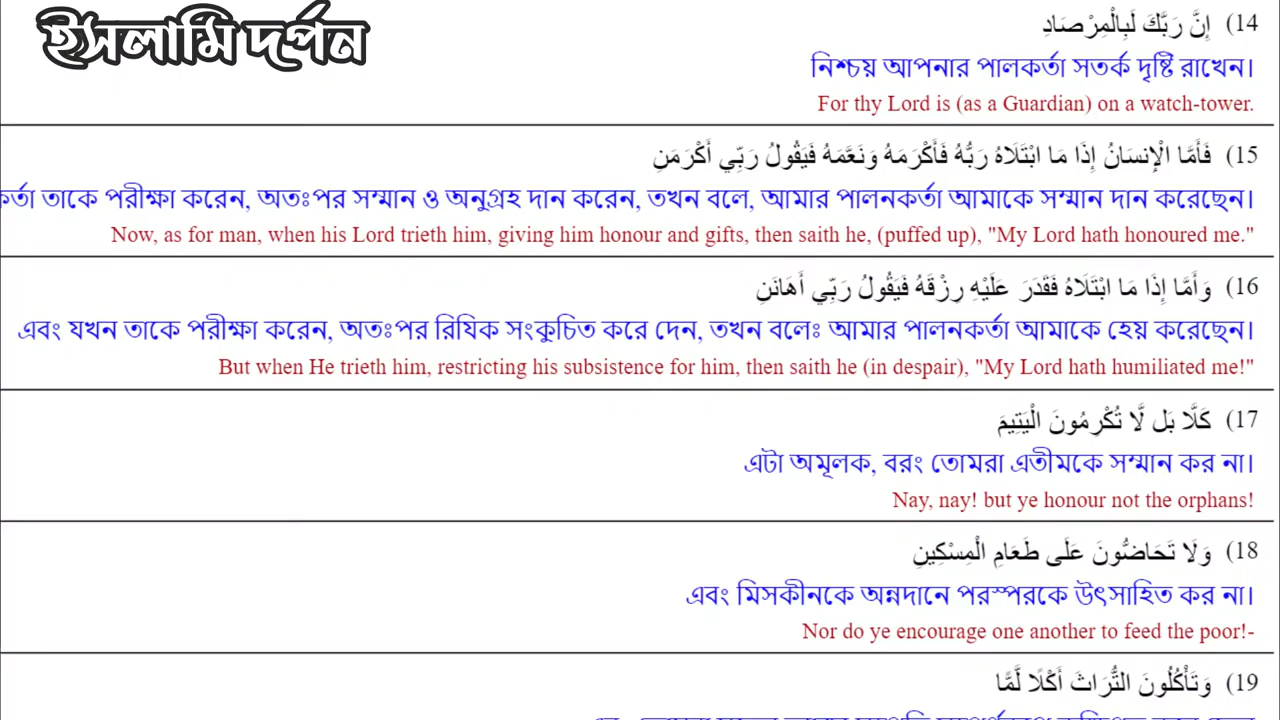 ইসলামি দর্পন
14) إِنَّ رَبَّكَ لَبِالْمِرْصَادِ
নিশ্চয় আপনার পালকর্তা সতর্ক দৃষ্টি রাখেন।
For thy Lord is (as a Guardian) on a watch-tower.
15) فَأَمَّا الْإِنسَانُ إِذَا مَا ابْتَلَاهُ رَبُّهُ فَأَكْرَمَهُ وَنَعَّمَهُ فَيَقُولُ رَبِّي أَكْرَمَنِ
তাকে পরীক্ষা করেন, অতঃপর সম্মান ও অনুগ্রহ দান করেন, তখন বলে, আমার পালনকর্তা আমাকে সম্মান দান করেছেন।
Now, as for man, when his Lord trieth him, giving him honour and gifts, then saith he, (puffed up), "My Lord hath honoured me."
16) وَأَمَّا إِذَا مَا ابْتَلَاهُ فَقَدَرَ عَلَيْهِ رِزْقَهُ فَيَقُولُ رَبِّي أَهَانَنِ
এবং যখন তাকে পরীক্ষা করেন, অতঃপর রিযিক সংকুচিত করে দেন, তখন বলেঃ আমার পালনকর্তা আমাকে হেয় করেছেন।
But when He trieth him, restricting his subsistence for him, then saith he (in despair), "My Lord hath humiliated me!"
17) كَلَّا بَل لَّا تُكْرِمُونَ الْيَتِيمَ
এটা অমূলক, বরং তোমরা এতীমকে সম্মান কর না।
Nay, nay! but ye honour not the orphans!
18) وَلَا تَحَاضُّونَ عَلَى طَعَامِ الْمِسْكِينِ
এবং মিসকীনকে অন্নদানে পরস্পরকে উৎসাহিত কর না।
Nor do ye encourage one another to feed the poor!-
19) وَتَأْكُلُونَ التُّرَاثَ أَكْلًا لَّمًّا